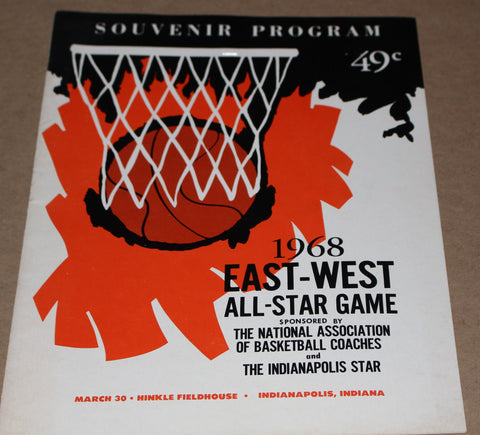 SOUVENIR PROGRAM
49c
1968
EAST-WEST
ALL-STAR GAME
SPONSORED BY
THE NATIONAL ASSOCIATION
OF BASKETBALL COACHES
and
THE INDIANAPOLIS STAR
MARCH 30 • HINKLE FIELDHOUSE • INDIANAPOLIS, INDIANA